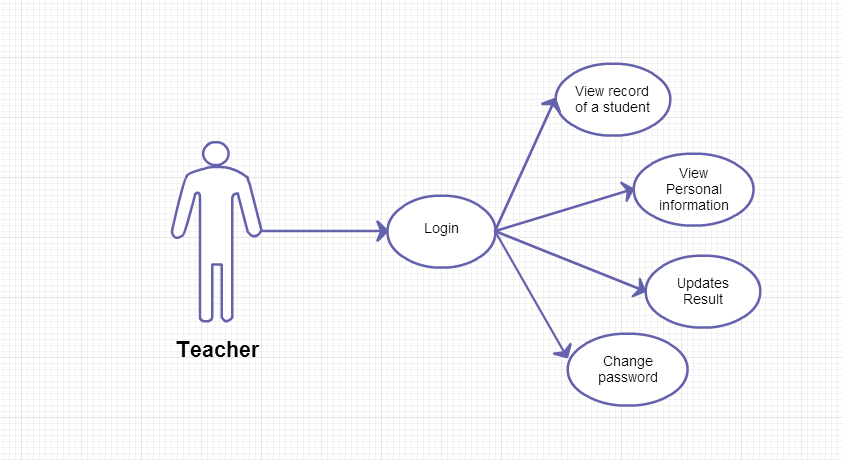 View record
of a student
View
Personal
information
Login
Updates
Result
Teacher
Change
password